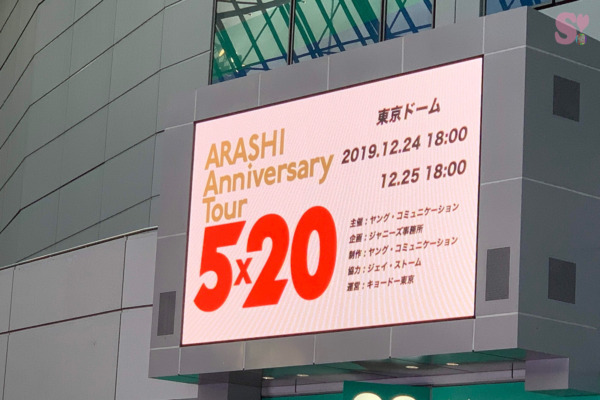 ARASHI
Anniversary
Tour
5×20
東京ドーム
2019.12.24 18:00
12.25 18:00
主催：ヤング・コミュニケーション
企画：ジャニーズ事務所
制作：ヤング・コミュニケーション
協力：ジェイ・ストーム
運営：キョードー東京